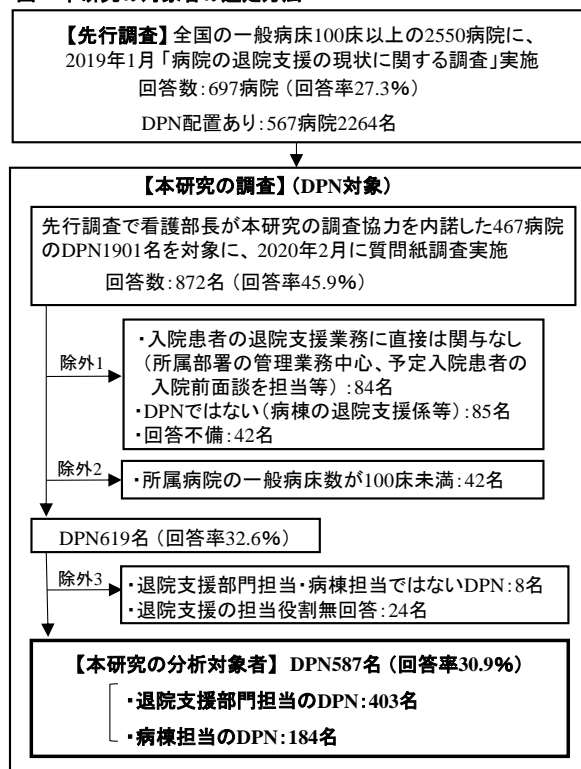 【先行調査】全国の一般病床100床以上の2550病院に、
2019年1月「病院の退院支援の現状に関する調査」実施
回答数:697病院（回答率27.3%）
DPN配置あり:567病院2264名
【本研究の調査】(DPN対象)
先行調査で看護部長が本研究の調査協力を内諾した467病院
のDPN1901名を対象に、2020年2月に質問紙調査実施
回答数:872名（回答率45.9%）
除外1
・入院患者の退院支援業務に直接は関与なし
（所属部署の管理業務中心、予定入院患者の
入院前面談を担当等）:84名
・DPNではない（病棟の退院支援係等）:85名
・回答不備:42名
除外2
・所属病院の一般病床数が100床未満:42名
DPN619名（回答率32.6%）
除外3
・退院支援部門担当・病棟担当ではないDPN:8名
・退院支援の担当役割無回答:24名
【本研究の分析対象者】 DPN587名（回答率30.9%）
・退院支援部門担当のDPN:403名
・病棟担当のDPN:184名